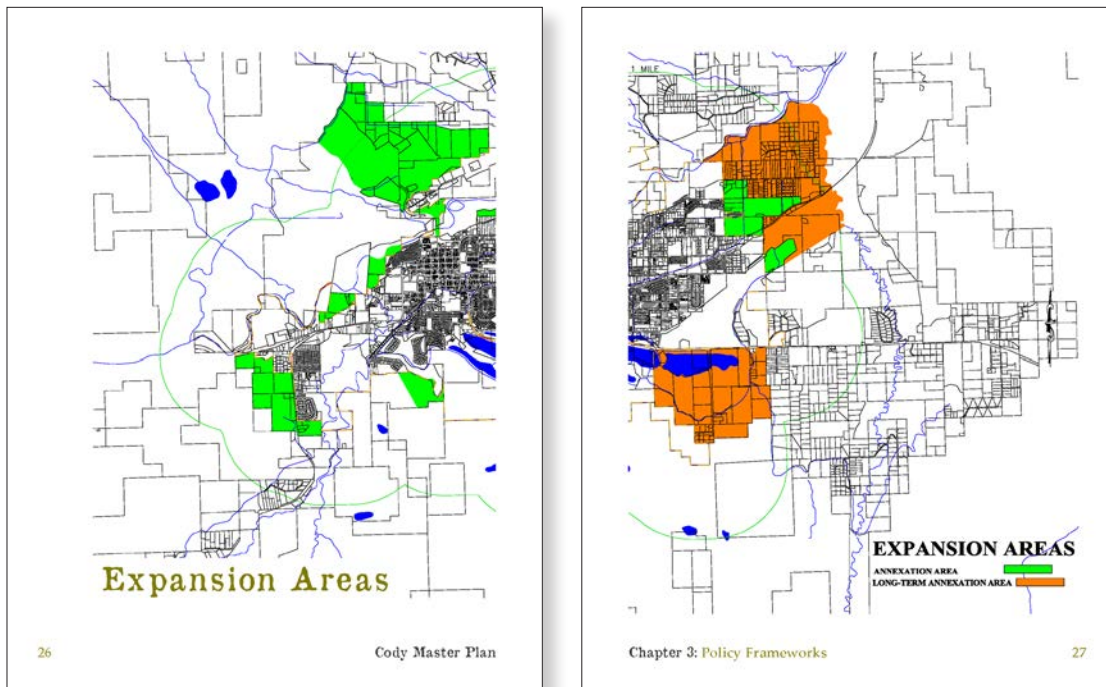 Expansion Areas
26
Cody Master Plan
1 MILE
EXPANSION AREAS
ANNEXATION AREA
LONG-TERM ANNEXATION AREA
Chapter 3: Policy Frameworks
27